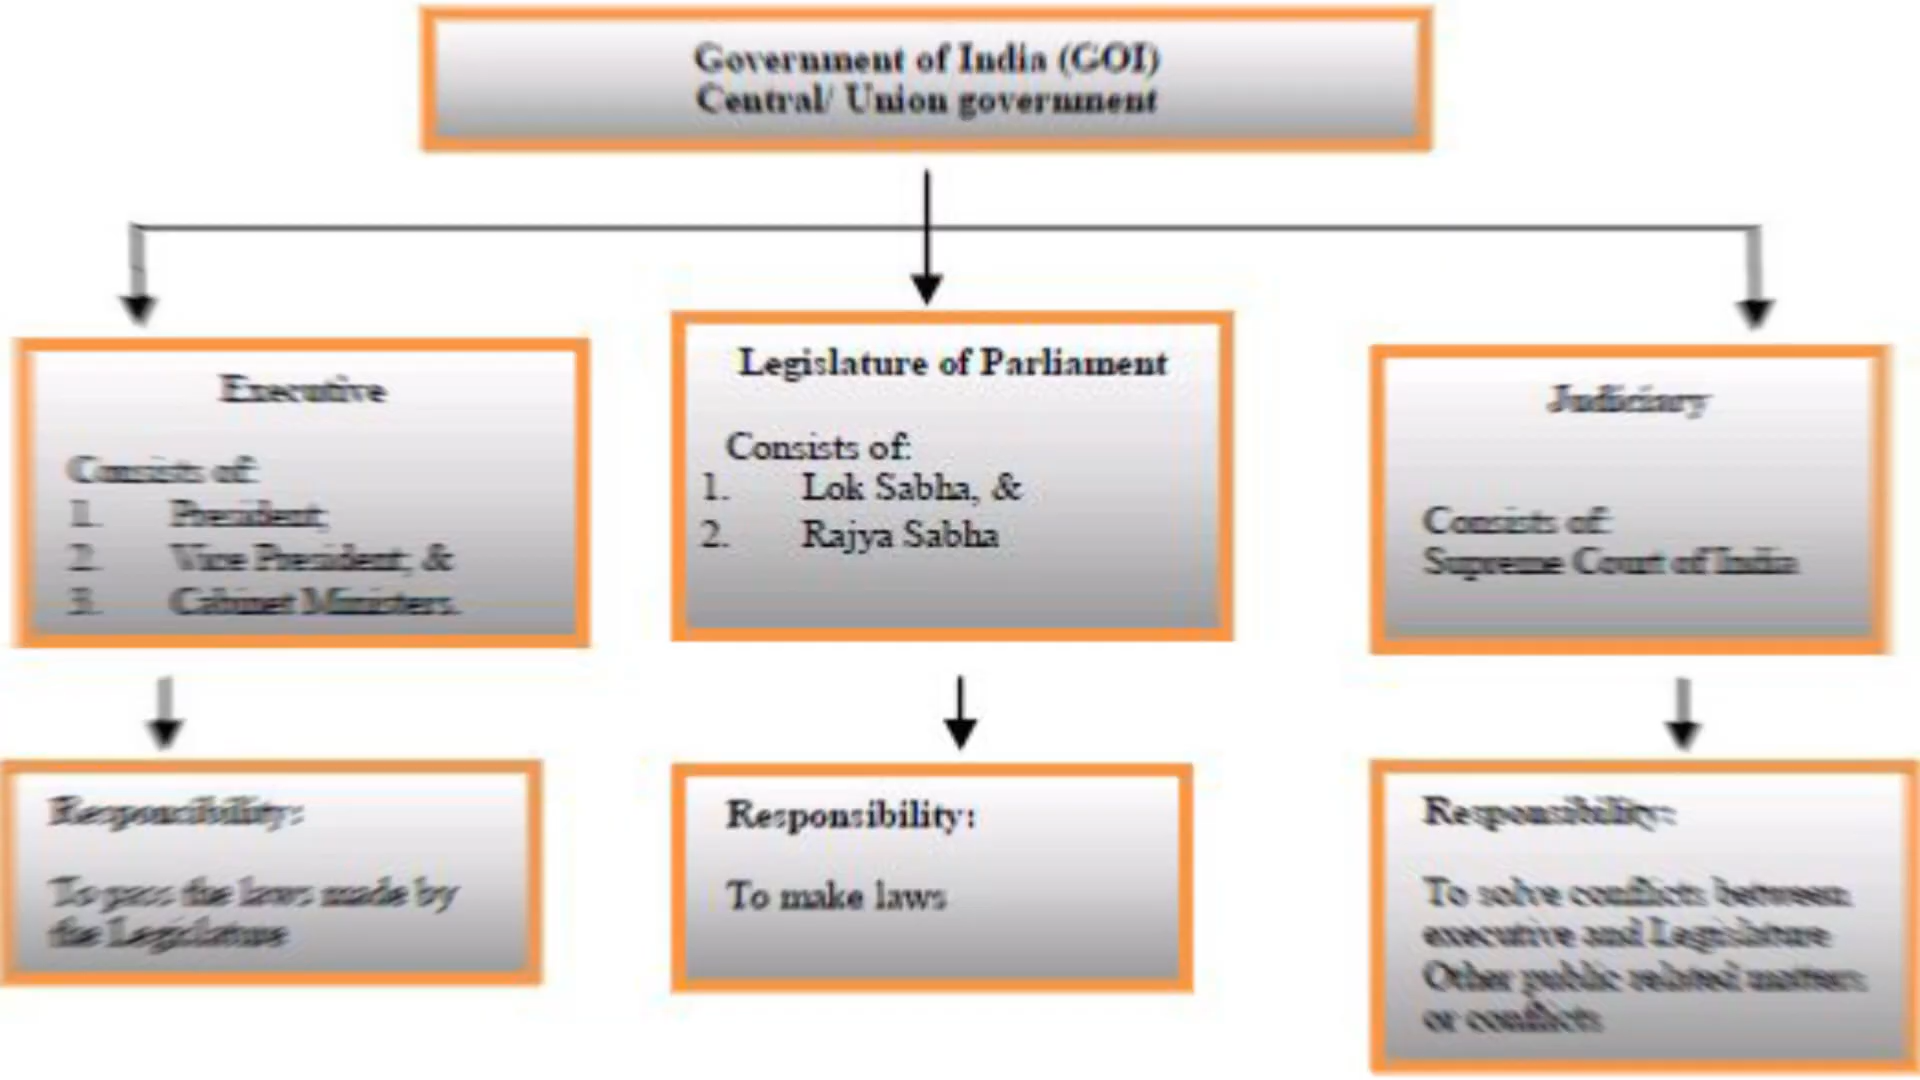 Government of India (GOI)
Central/ Union government
Executive
Consists of:
1. President;
2. Vice President; &
3. Cabinet Ministers.
Legislature of Parliament
Consists of:
1. Lok Sabha, &
2. Rajya Sabha
Judiciary
Consists of:
Supreme Court of India
Responsibility:
To pass the laws made by
the Legislature
Responsibility:
To make laws
Responsibility:
To solve conflicts between
executive and Legislature
Other public related matters
or conflicts